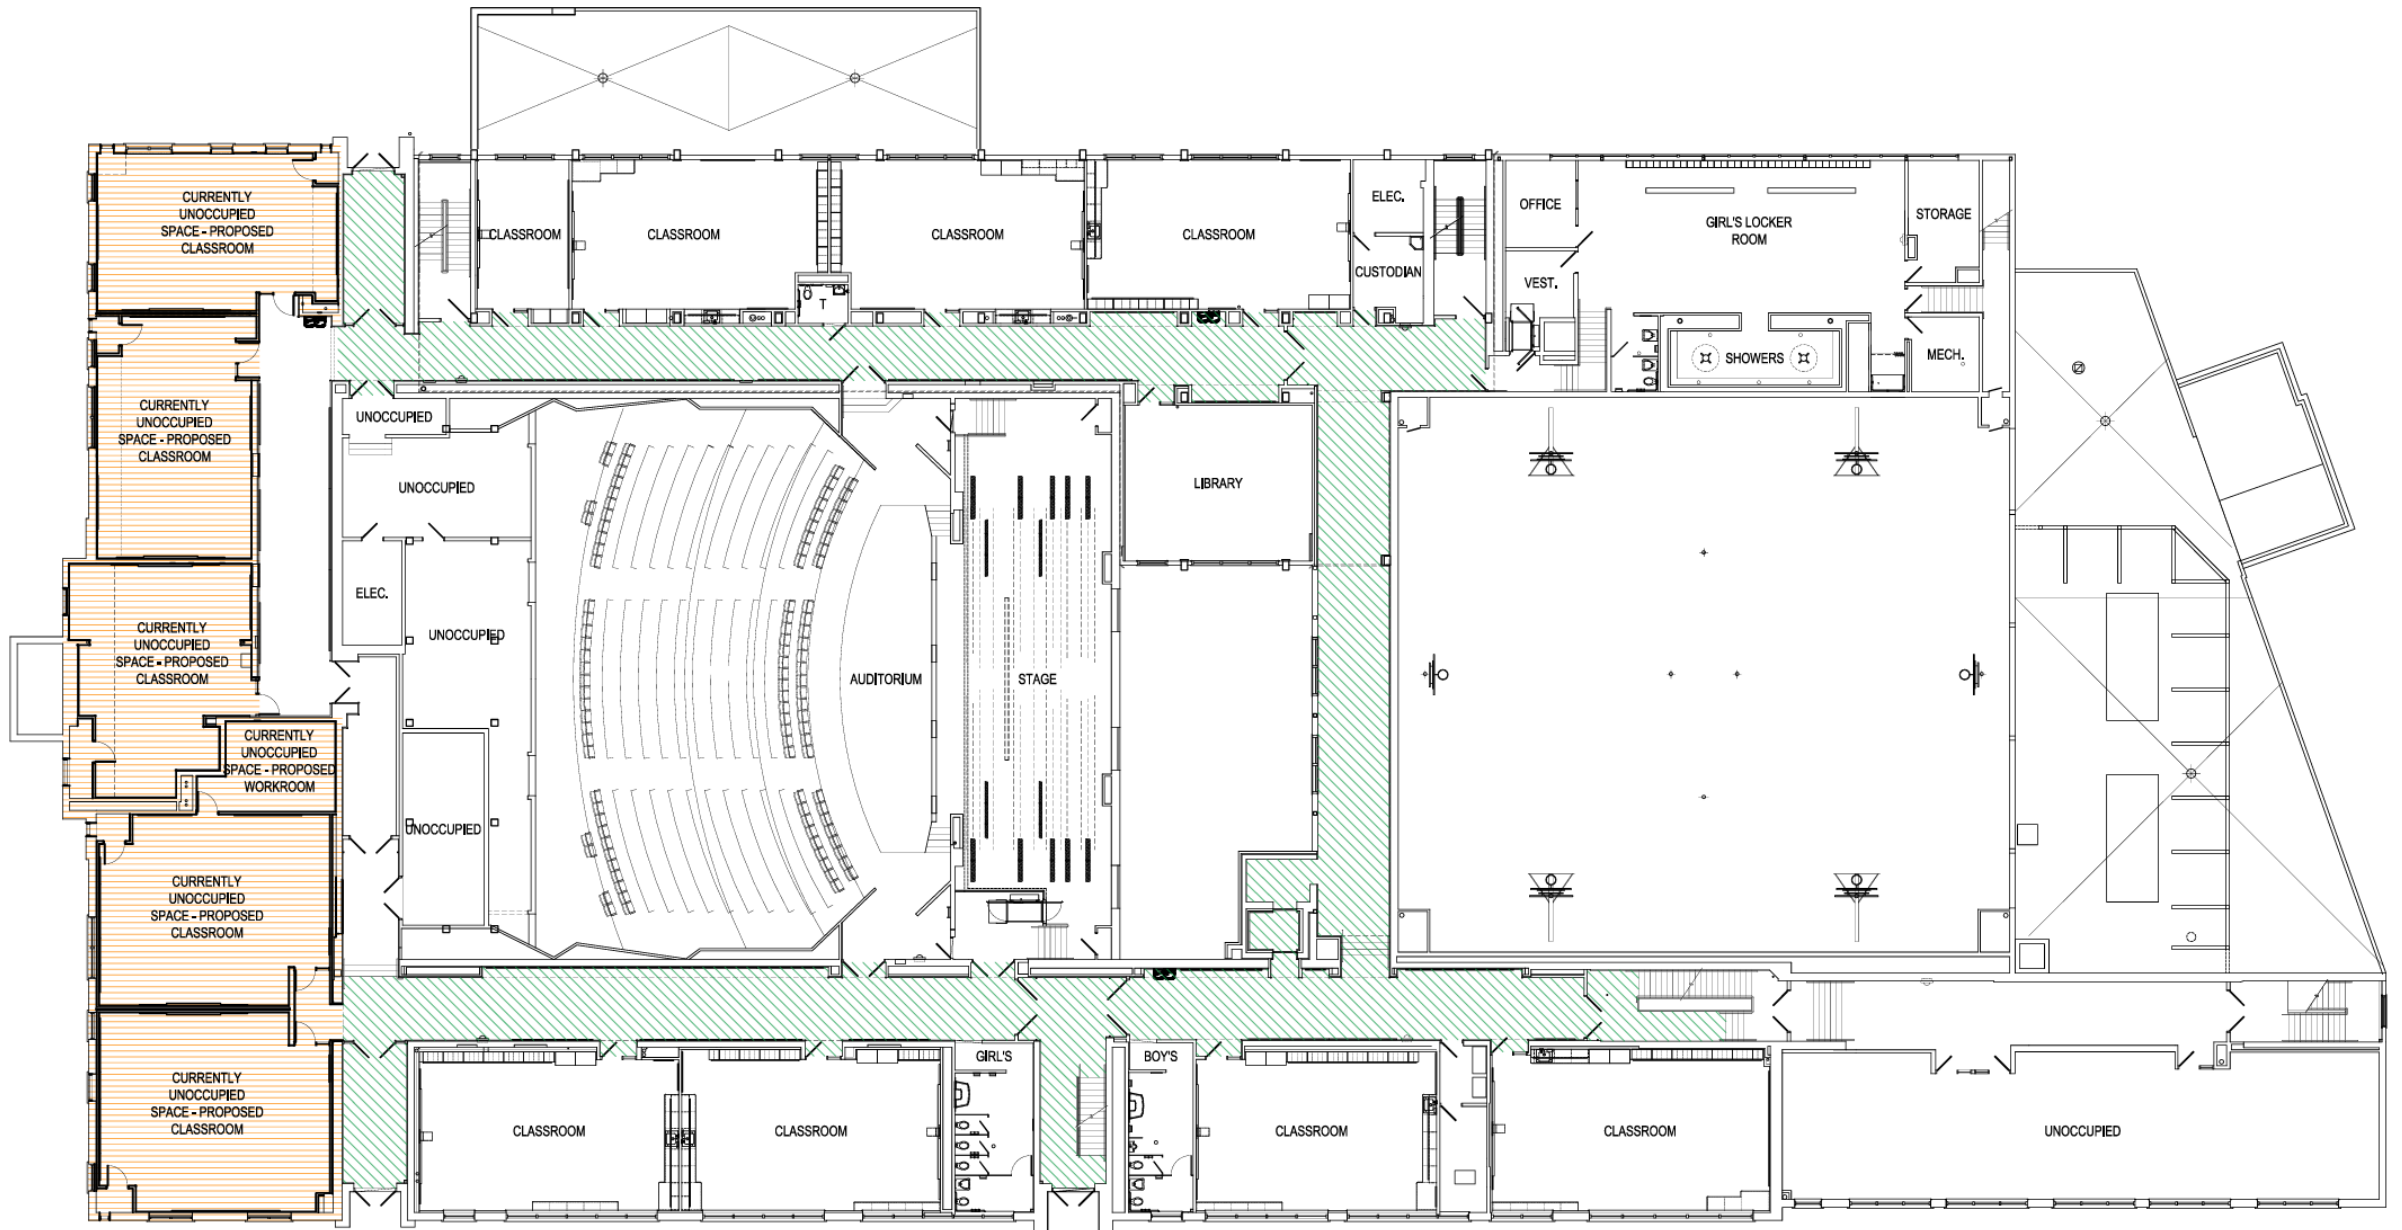 CURRENTLY
UNOCCUPIED
SPACE - PROPOSED
CLASSROOM
CLASSROOM
CLASSROOM
CLASSROOM
CLASSROOM
ELEC.
CUSTODIAN
T
OFFICE
VEST.
GIRL'S LOCKER
ROOM
STORAGE
SHOWERS
MECH.
CURRENTLY
UNOCCUPIED
SPACE - PROPOSED
CLASSROOM
UNOCCUPIED
UNOCCUPIED
LIBRARY
ELEC.
UNOCCUPIED
CURRENTLY
UNOCCUPIED
SPACE - PROPOSED
CLASSROOM
AUDITORIUM
STAGE
CURRENTLY
UNOCCUPIED
SPACE - PROPOSED
WORKROOM
UNOCCUPIED
CURRENTLY
UNOCCUPIED
SPACE - PROPOSED
CLASSROOM
CURRENTLY
UNOCCUPIED
SPACE - PROPOSED
CLASSROOM
GIRL'S
BOY'S
CLASSROOM
CLASSROOM
CLASSROOM
CLASSROOM
UNOCCUPIED